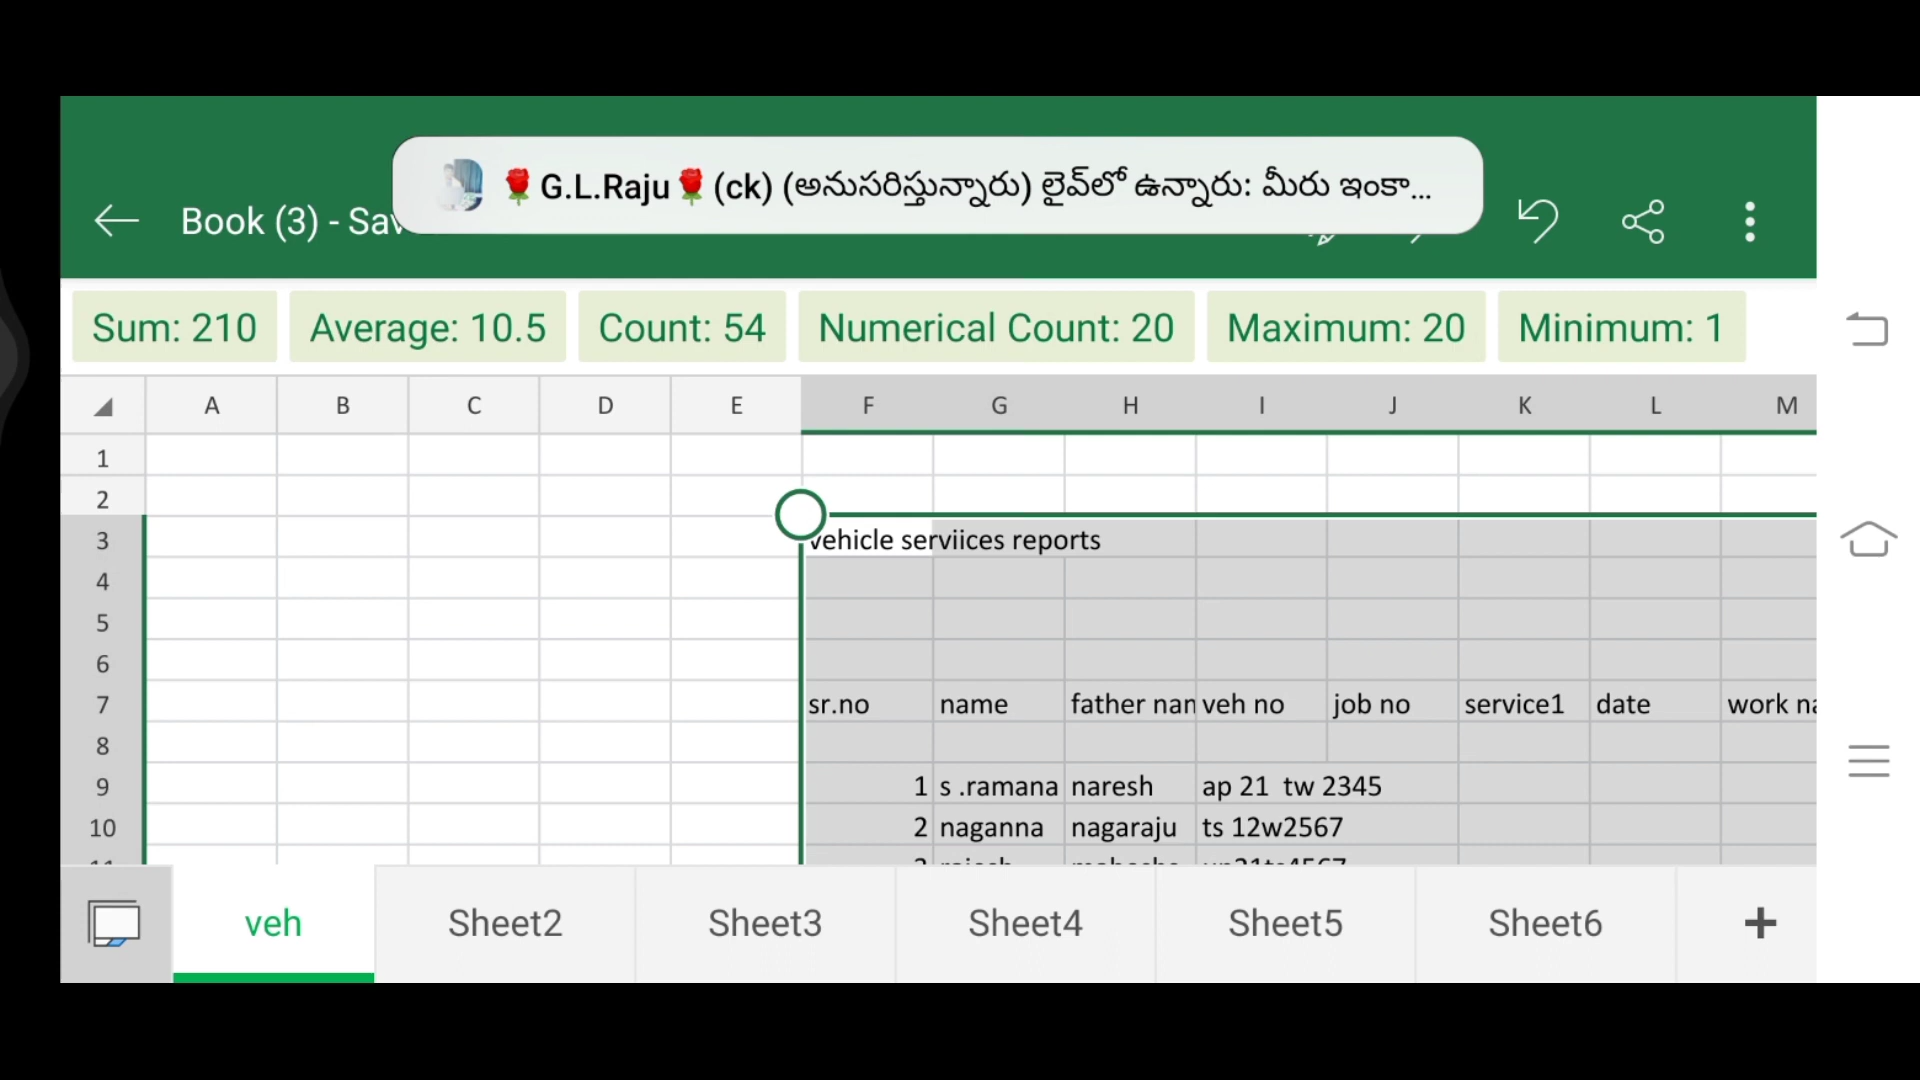 🌹 G.L.Raju🌹 (ck) (అనుసరిస్తున్నారు) లైవ్‌లో ఉన్నారు: మీరు ఇంకా...
Book (3) - Sav
Sum: 210 Average: 10.5 Count: 54 Numerical Count: 20 Maximum: 20 Minimum: 1
A B C D E F G H I J K L M
1
2
3 vehicle serviices reports
4
5
6
7 sr.no name father nam veh no job no service1 date work na
8
9 1 s .ramana naresh ap 21 tw 2345
10 2 naganna nagaraju ts 12w2567
veh Sheet2 Sheet3 Sheet4 Sheet5 Sheet6 +